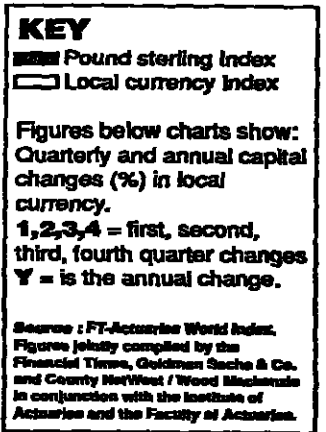 KEY
Pound sterling Index
Local currency Index
Figures below charts show:
Quarterly and annual capital
changes (%) in local
currency.
1,2,3,4 = first, second,
third, fourth quarter changes
Y = is the annual change.
Source : FT-Actuaries World Index.
Figures jointly compiled by the
Financial Times, Goldman Sachs & Co.
and County NatWest / Wood Mackenzie
in conjunction with the Institute of
Actuaries and the Faculty of Actuaries.